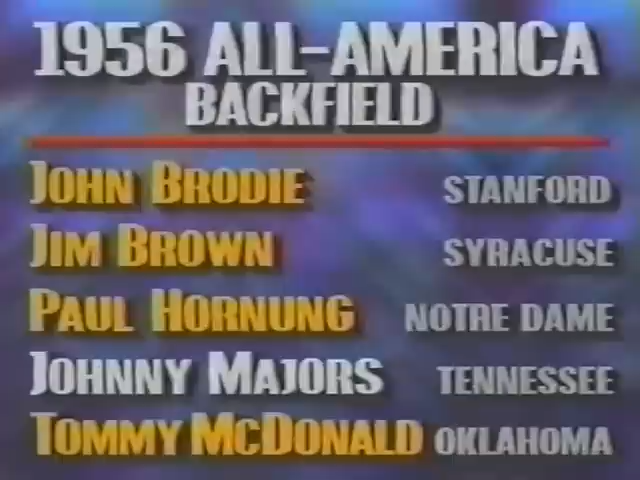 1956 ALL-AMERICA
BACKFIELD
JOHN BRODIE STANFORD
JIM BROWN SYRACUSE
PAUL HORNUNG NOTRE DAME
JOHNNY MAJORS TENNESSEE
TOMMY MCDONALD OKLAHOMA